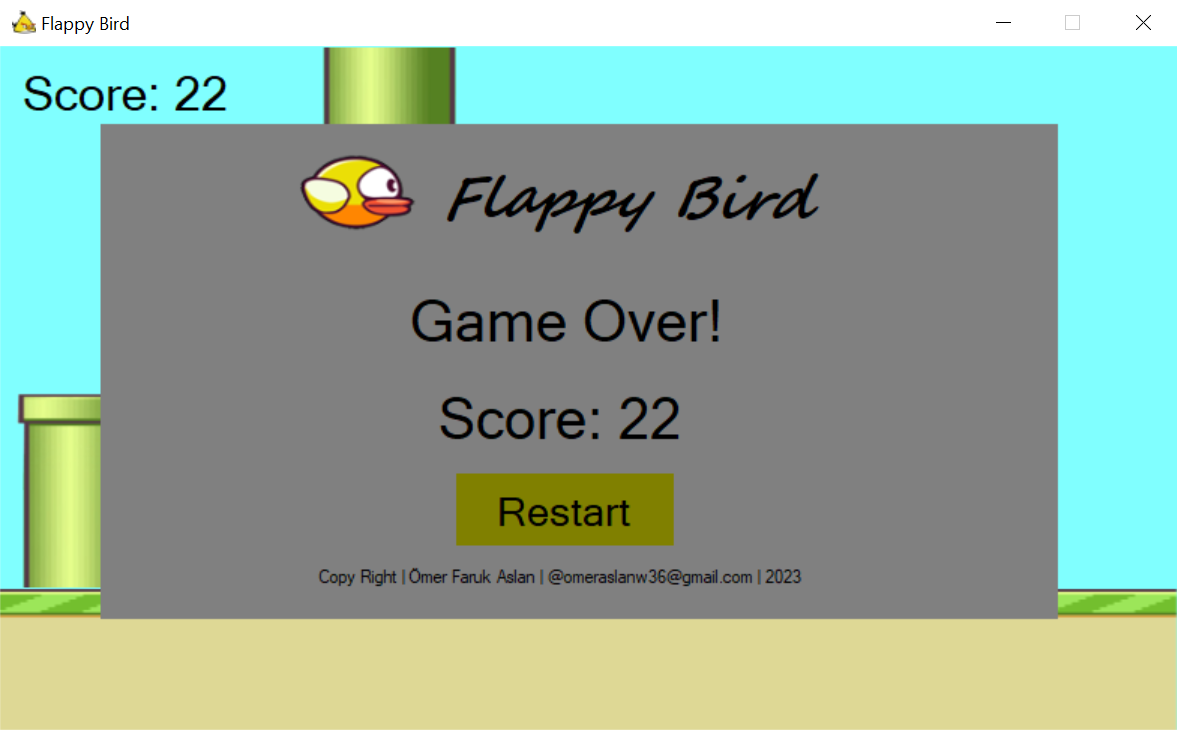 Flappy Bird
Score: 22
Flappy Bird
Game Over!
Score: 22
Restart
Copy Right | Ömer Faruk Aslan | @omeraslanw36@gmail.com | 2023